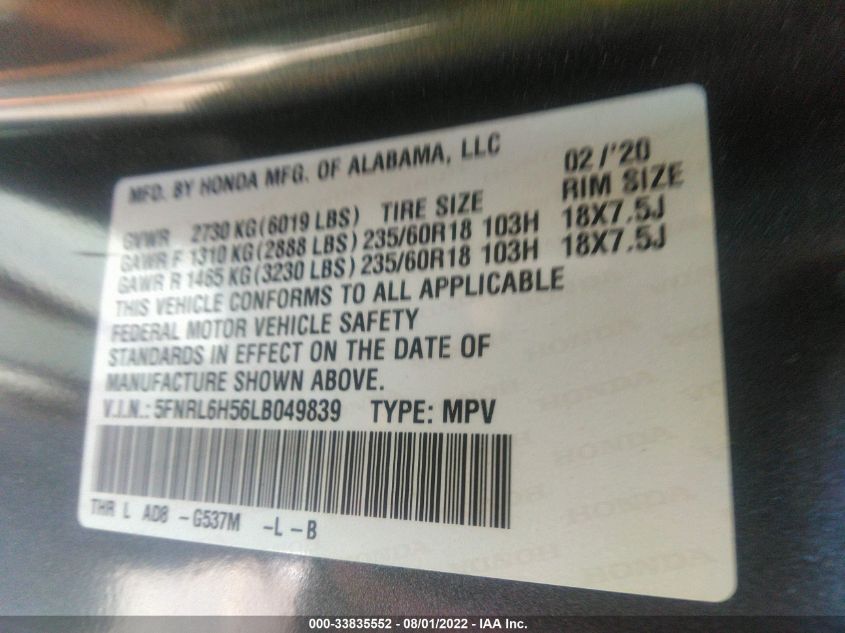 MFD. BY HONDA MFG. OF ALABAMA, LLC 02/'20
GVWR 2730 KG(6019 LBS) TIRE SIZE RIM SIZE
GAWR F 1310 KG(2888 LBS) 235/60R18 103H 18X7.5J
GAWR R 1465 KG(3230 LBS) 235/60R18 103H 18X7.5J
THIS VEHICLE CONFORMS TO ALL APPLICABLE
FEDERAL MOTOR VEHICLE SAFETY
STANDARDS IN EFFECT ON THE DATE OF
MANUFACTURE SHOWN ABOVE.
V.I.N.: 5FNRL6H56LB049839 TYPE: MPV
THR L AD8 -G537M -L-B
000-33835552 - 08/01/2022 - IAA Inc.